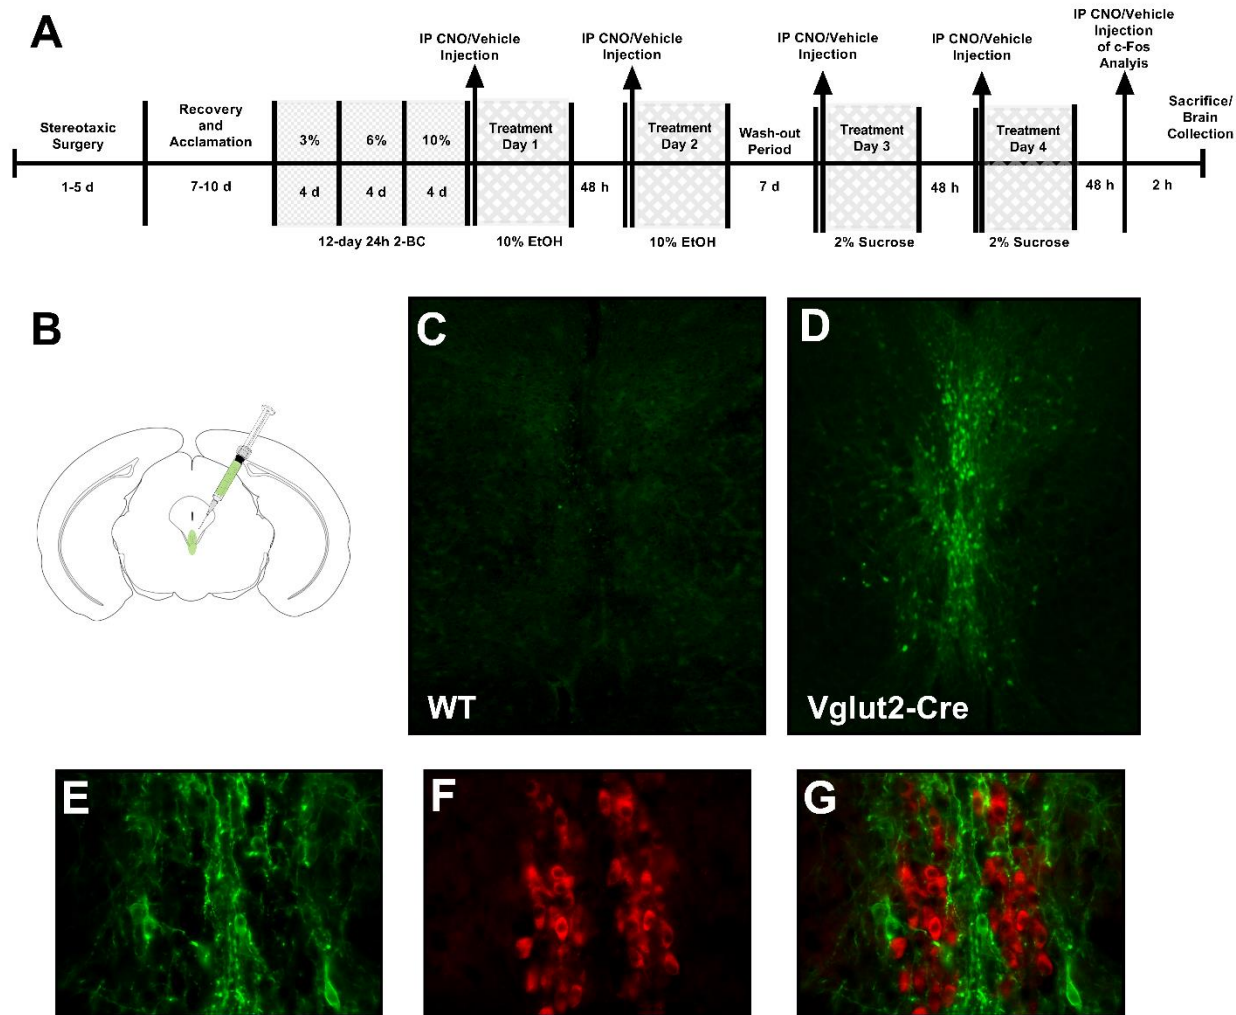 A
IP CNO/Vehicle
Injection
IP CNO/Vehicle
Injection
IP CNO/Vehicle
Injection
IP CNO/Vehicle
Injection
IP CNO/Vehicle
Injection
of c-Fos
Analyis
Stereotaxic
Surgery
Recovery
and
Acclamation
3%
6%
10%
Treatment
Day 1
Treatment
Day 2
Wash-out
Period
Treatment
Day 3
Treatment
Day 4
Sacrifice/
Brain
Collection
1-5 d
7-10 d
4 d
4 d
4 d
48 h
7 d
48 h
48 h
2 h
12-day 24h 2-BC
10% EtOH
10% EtOH
2% Sucrose
2% Sucrose
B
C
WT
D
Vglut2-Cre
E
F
G